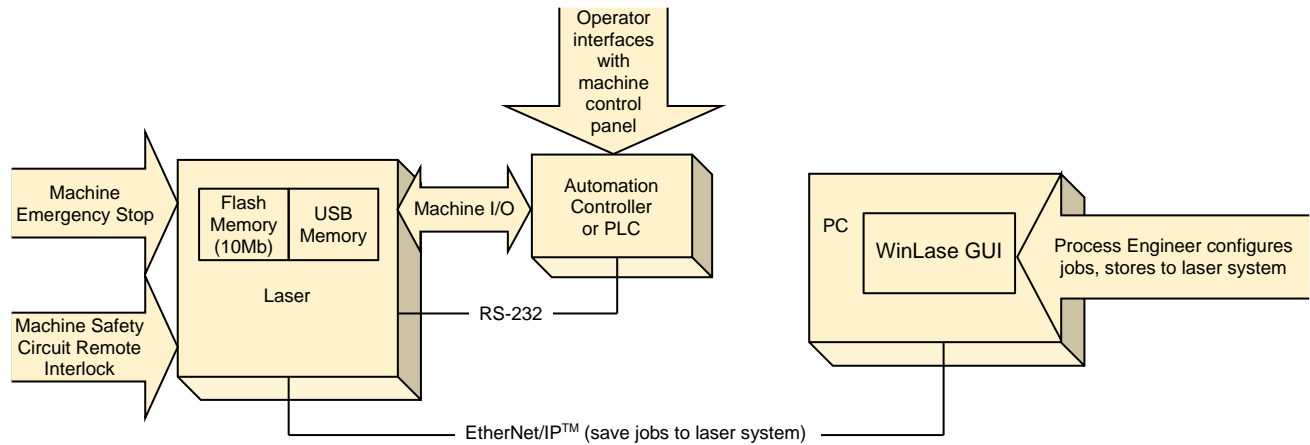 Operator
interfaces
with
machine
control
panel
Machine
Emergency Stop
Flash
Memory
(10Mb)
USB
Memory
Laser
Machine I/O
Automation
Controller
or PLC
PC
WinLase GUI
Process Engineer configures
jobs, stores to laser system
RS-232
Machine Safety
Circuit Remote
Interlock
EtherNet/IP™ (save jobs to laser system)